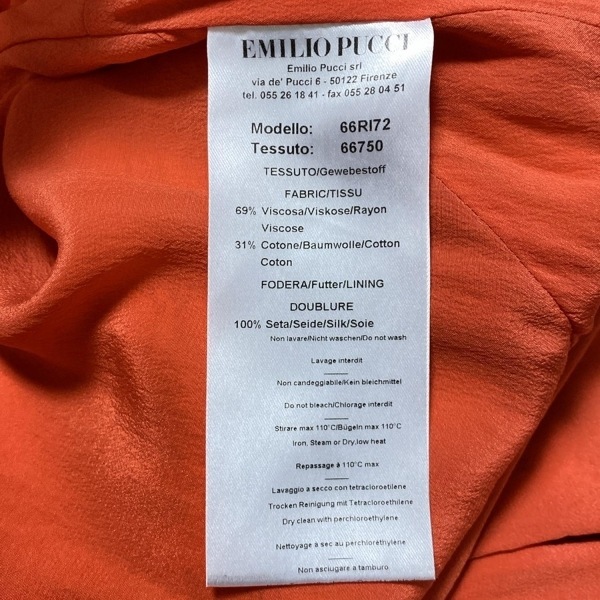 EMILIO PUCCI
Emilio Pucci srl
via de' Pucci 6 - 50122 Firenze
tel. 055 26 18 41 - fax 055 28 04 51
Modello: 66RI72
Tessuto: 66750
TESSUTO/Gewebestoff
FABRIC/TISSU
69% Viscosa/Viskose/Rayon
Viscose
31% Cotone/Baumwolle/Cotton
Coton
FODERA/Futter/LINING
DOUBLURE
100% Seta/Seide/Silk/Soie
Non lavare/Nicht waschen/Do not wash
Lavage interdit
Non candeggiabile/Kein bleichmittel
Do not bleach/Chlorage interdit
Stirare max 110°C/Bügeln max 110°C
Iron, Steam or Dry,low heat
Repassage à 110°C max
Lavaggio a secco con tetracloroetilene
Trocken Reinigung mit Tetracloroethilene
Dry clean with perchloroethylene
Nettoyage à sec au perchloréthylène
Non asciugare a tamburo